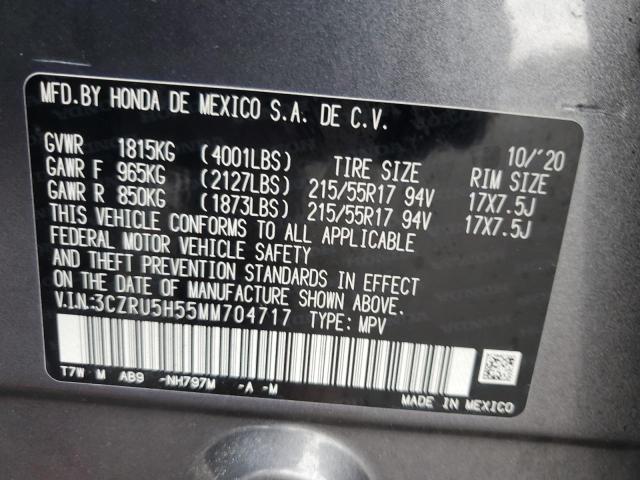 MFD.BY HONDA DE MEXICO S.A. DE C.V.
10/'20
GVWR 1815KG (4001LBS) TIRE SIZE RIM SIZE
GAWR F 965KG (2127LBS) 215/55R17 94V 17X7.5J
GAWR R 850KG (1873LBS) 215/55R17 94V 17X7.5J
THIS VEHICLE CONFORMS TO ALL APPLICABLE
FEDERAL MOTOR VEHICLE SAFETY
AND THEFT PREVENTION STANDARDS IN EFFECT
ON THE DATE OF MANUFACTURE SHOWN ABOVE.
V.I.N:3CZRU5H55MM704717 TYPE: MPV
T7W M AB9 -NH797M -A -M
MADE IN MEXICO